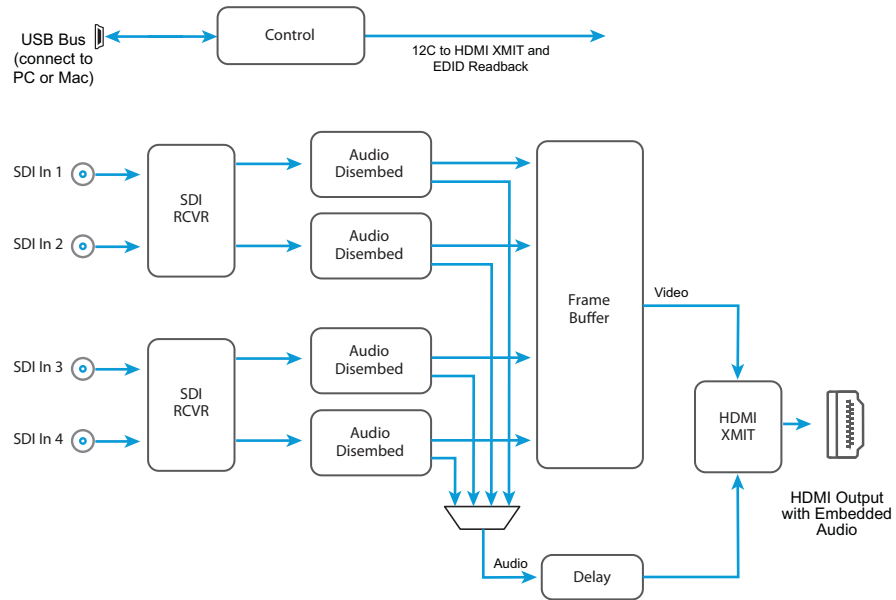 USB Bus
(connect to
PC or Mac)
Control
12C to HDMI XMIT and
EDID Readback
SDI In 1
SDI In 2
SDI
RCVR
Audio
Disembed
Audio
Disembed
SDI In 3
SDI In 4
SDI
RCVR
Audio
Disembed
Audio
Disembed
Frame
Buffer
Video
HDMI
XMIT
HDMI Output
with Embedded
Audio
Audio
Delay